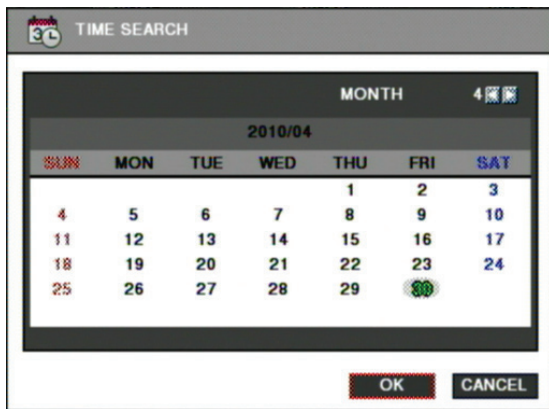 TIME SEARCH
MONTH 4
2010/04
SUN MON TUE WED THU FRI SAT
1 2 3
4 5 6 7 8 9 10
11 12 13 14 15 16 17
18 19 20 21 22 23 24
25 26 27 28 29 30
OK CANCEL